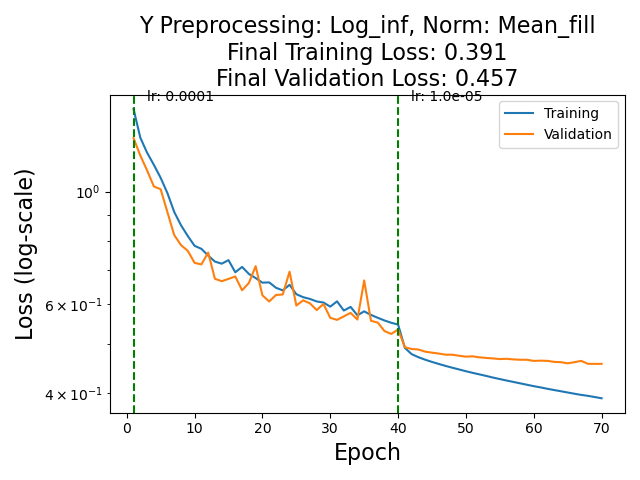 Y Preprocessing: Log_inf, Norm: Mean_fill
Final Training Loss: 0.391
Final Validation Loss: 0.457
lr: 0.0001
lr: 1.0e-05
Training
Validation
Loss (log-scale)
10⁰
6 × 10⁻¹
4 × 10⁻¹
0 10 20 30 40 50 60 70
Epoch